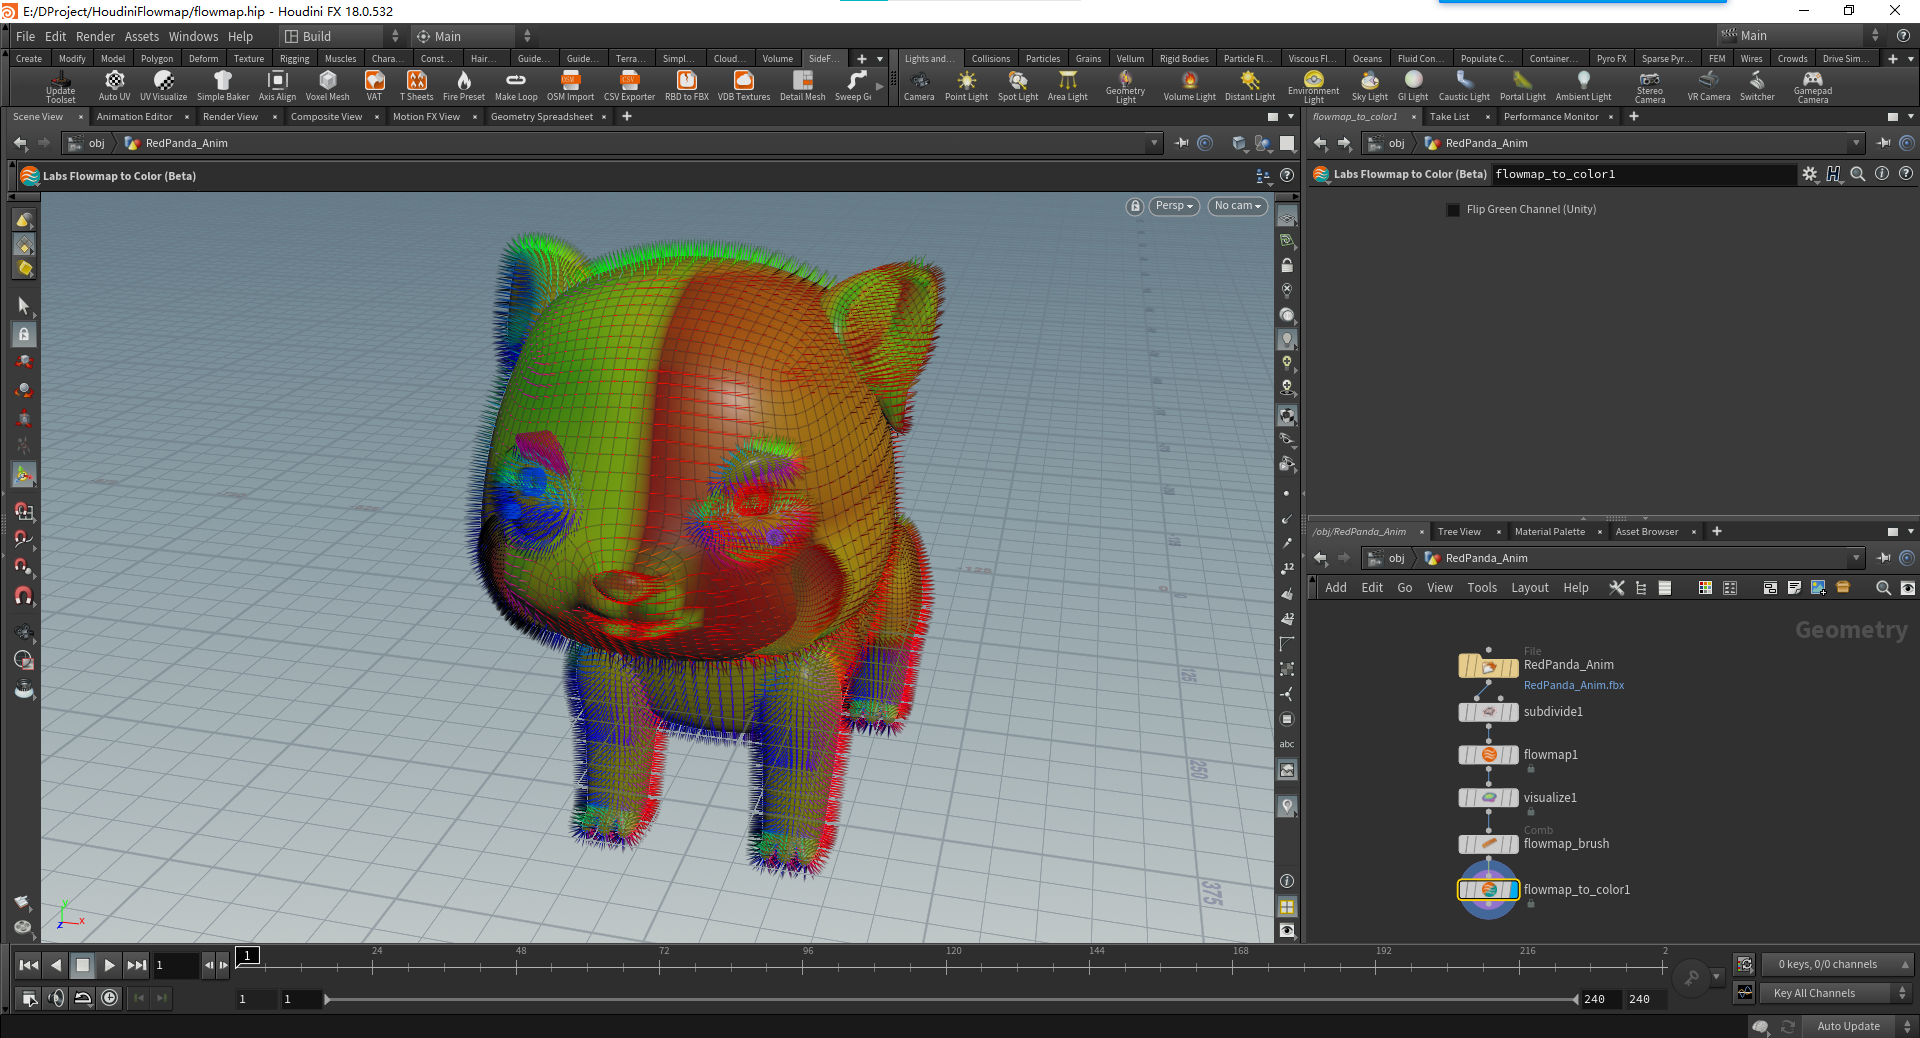 E:/DProject/HoudiniFlowmap/flowmap.hip - Houdini FX 18.0.532
File Edit Render Assets Windows Help Build Main Main
Create Modify Model Polygon Deform Texture Rigging Muscles Chara... Const... Hair... Guide... Guide... Terra... Simpl... Cloud... Volume SideF...
Lights and... Collisions Particles Grains Vellum Rigid Bodies Particle Fl... Viscous Fl... Oceans Fluid Con... Populate C... Container... Pyro FX Sparse Pyr... FEM Wires Crowds Drive Sim...
Update Toolset Auto UV UV Visualize Simple Baker Axis Align Voxel Mesh VAT T Sheets Fire Preset Make Loop OSM Import CSV Exporter RBD to FBX VDB Textures Detail Mesh Sweep Ge
Camera Point Light Spot Light Area Light Geometry Light Volume Light Distant Light Environment Light Sky Light GI Light Caustic Light Portal Light Ambient Light Stereo Camera VR Camera Switcher Gamepad Camera
Scene View Animation Editor Render View Composite View Motion FX View Geometry Spreadsheet
flowmap_to_color1 Take List Performance Monitor
obj RedPanda_Anim
obj RedPanda_Anim
Labs Flowmap to Color (Beta)
Labs Flowmap to Color (Beta) flowmap_to_color1
Persp No cam
Flip Green Channel (Unity)
/obj/RedPanda_Anim Tree View Material Palette Asset Browser
obj RedPanda_Anim
Add Edit Go View Tools Layout Help
Geometry
File
RedPanda_Anim
RedPanda_Anim.fbx
subdivide1
flowmap1
visualize1
Comb
flowmap_brush
flowmap_to_color1
12
12
abc
125
250
375
y
x
z
1 1 24 48 72 96 120 144 168 192 216 2
0 keys, 0/0 channels
1 1 240 240
Key All Channels
Auto Update